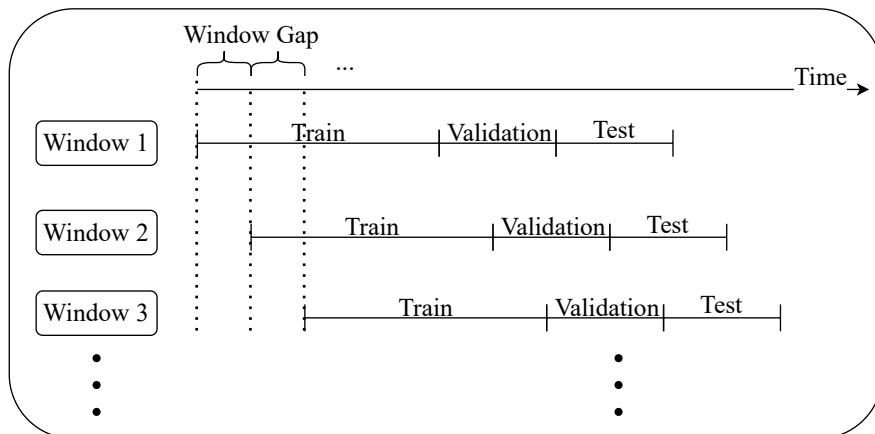 Window Gap
...
Time
Window 1
Train
Validation
Test
Window 2
Train
Validation
Test
Window 3
Train
Validation
Test